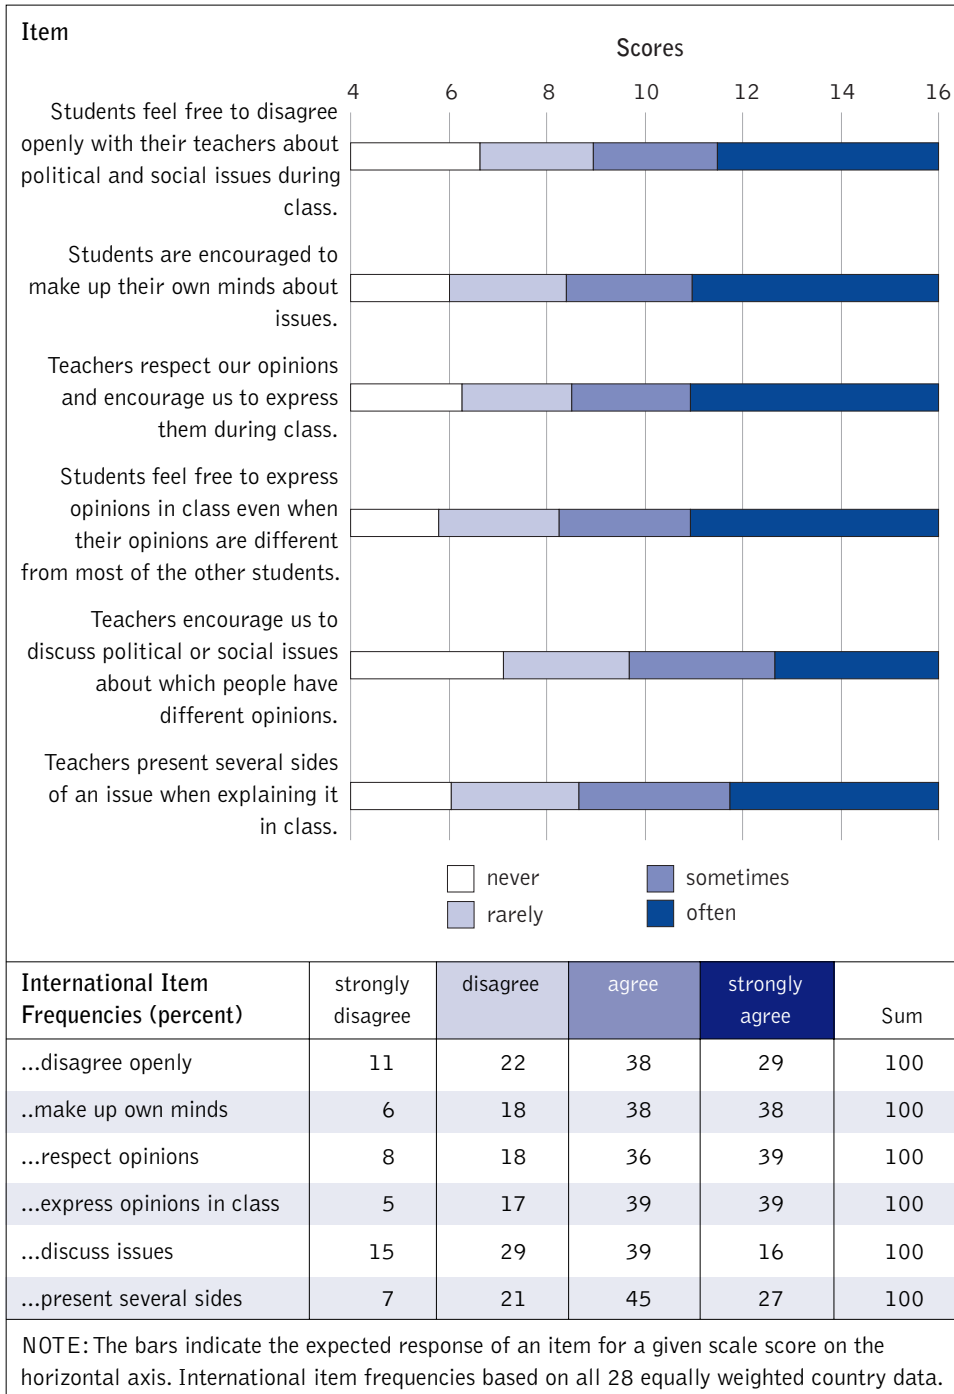 Item
Scores
4 6 8 10 12 14 16
Students feel free to disagree
openly with their teachers about
political and social issues during
class.
Students are encouraged to
make up their own minds about
issues.
Teachers respect our opinions
and encourage us to express
them during class.
Students feel free to express
opinions in class even when
their opinions are different
from most of the other students.
Teachers encourage us to
discuss political or social issues
about which people have
different opinions.
Teachers present several sides
of an issue when explaining it
in class.
never sometimes
rarely often
International Item Frequencies (percent) strongly disagree disagree agree strongly agree Sum
...disagree openly 11 22 38 29 100
..make up own minds 6 18 38 38 100
...respect opinions 8 18 36 39 100
...express opinions in class 5 17 39 39 100
...discuss issues 15 29 39 16 100
...present several sides 7 21 45 27 100
NOTE: The bars indicate the expected response of an item for a given scale score on the
horizontal axis. International item frequencies based on all 28 equally weighted country data.